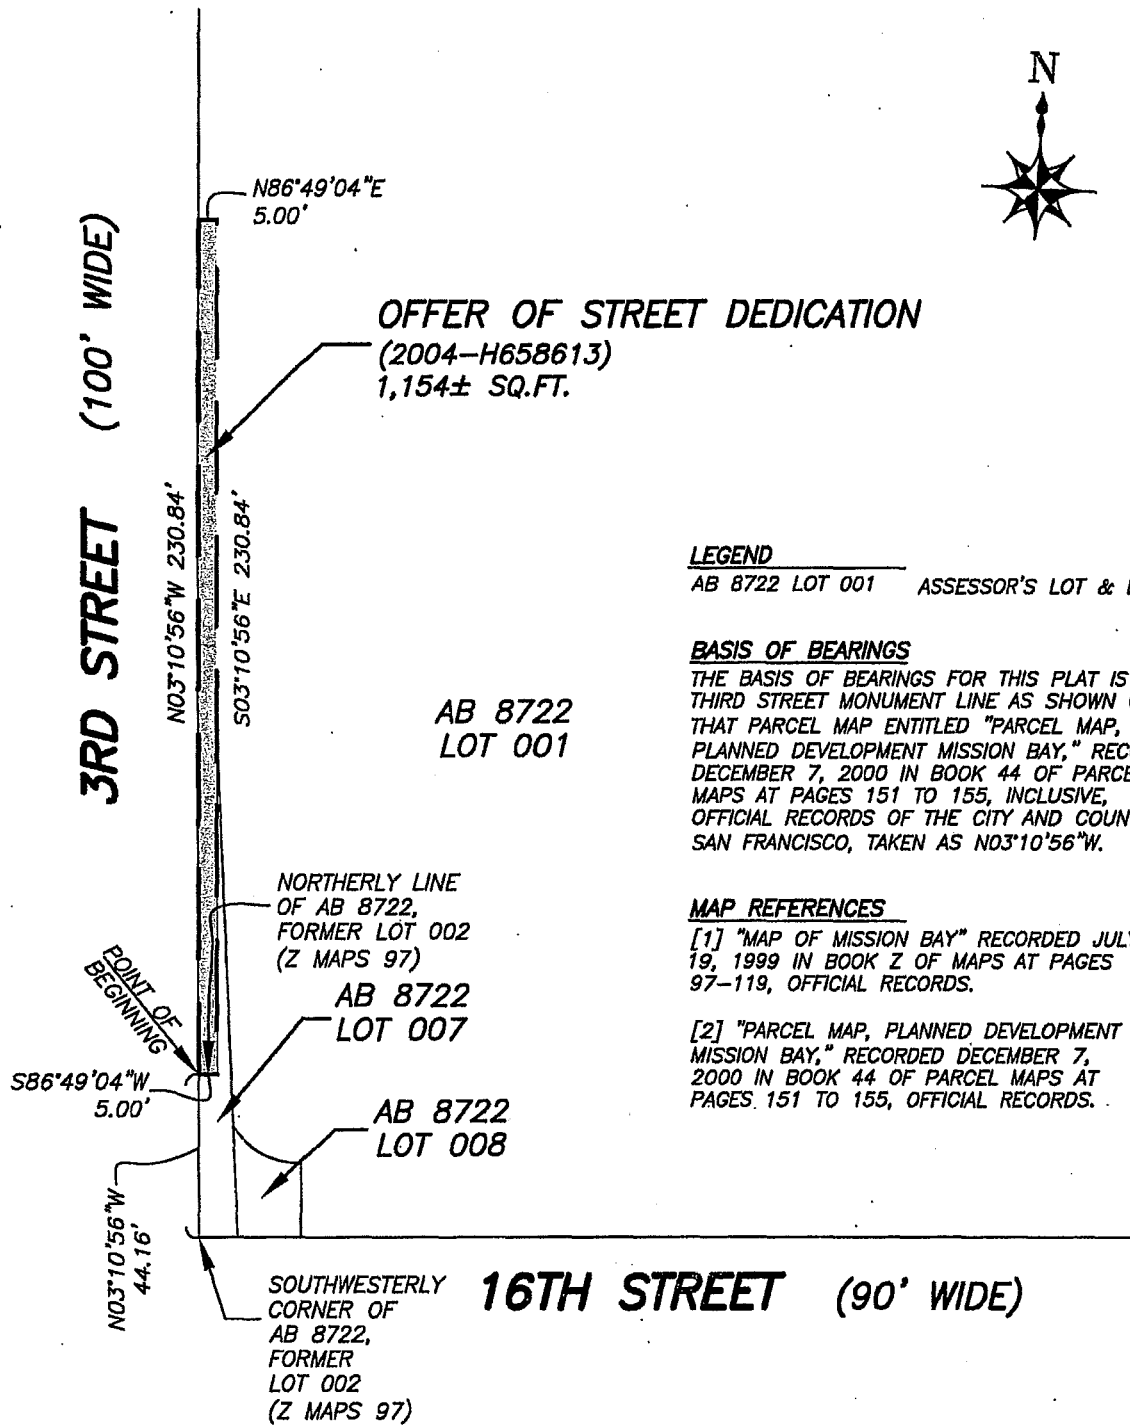 N
N86°49'04"E
5.00'
3RD STREET (100' WIDE)
OFFER OF STREET DEDICATION
(2004-H658613)
1,154± SQ.FT.
N03°10'56"W 230.84'
S03°10'56"E 230.84'
LEGEND
AB 8722 LOT 001 ASSESSOR'S LOT &
BASIS OF BEARINGS
THE BASIS OF BEARINGS FOR THIS PLAT IS
THIRD STREET MONUMENT LINE AS SHOWN
THAT PARCEL MAP ENTITLED "PARCEL MAP,
PLANNED DEVELOPMENT MISSION BAY," REC
DECEMBER 7, 2000 IN BOOK 44 OF PARCE
MAPS AT PAGES 151 TO 155, INCLUSIVE,
OFFICIAL RECORDS OF THE CITY AND COUN
SAN FRANCISCO, TAKEN AS N03°10'56"W.
AB 8722
LOT 001
NORTHERLY LINE
OF AB 8722,
FORMER LOT 002
(Z MAPS 97)
MAP REFERENCES
[1] "MAP OF MISSION BAY" RECORDED JULY
19, 1999 IN BOOK Z OF MAPS AT PAGES
97-119, OFFICIAL RECORDS.
[2] "PARCEL MAP, PLANNED DEVELOPMENT
MISSION BAY," RECORDED DECEMBER 7,
2000 IN BOOK 44 OF PARCEL MAPS AT
PAGES 151 TO 155, OFFICIAL RECORDS.
POINT OF
BEGINNING
AB 8722
LOT 007
S86°49'04"W
5.00'
AB 8722
LOT 008
N03°10'56"W
44.16'
SOUTHWESTERLY
CORNER OF
AB 8722,
FORMER
LOT 002
(Z MAPS 97)
16TH STREET (90' WIDE)